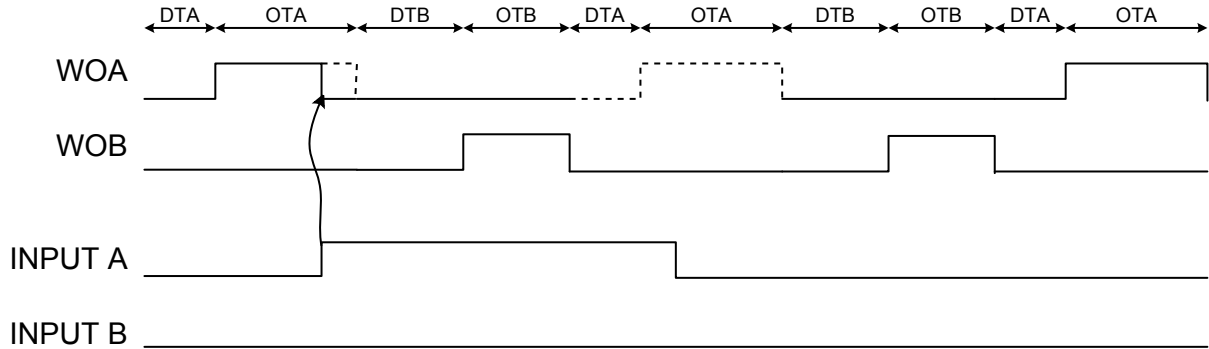 DTA OTA DTB OTB DTA OTA DTB OTB DTA OTA
WOA
WOB
INPUT A
INPUT B